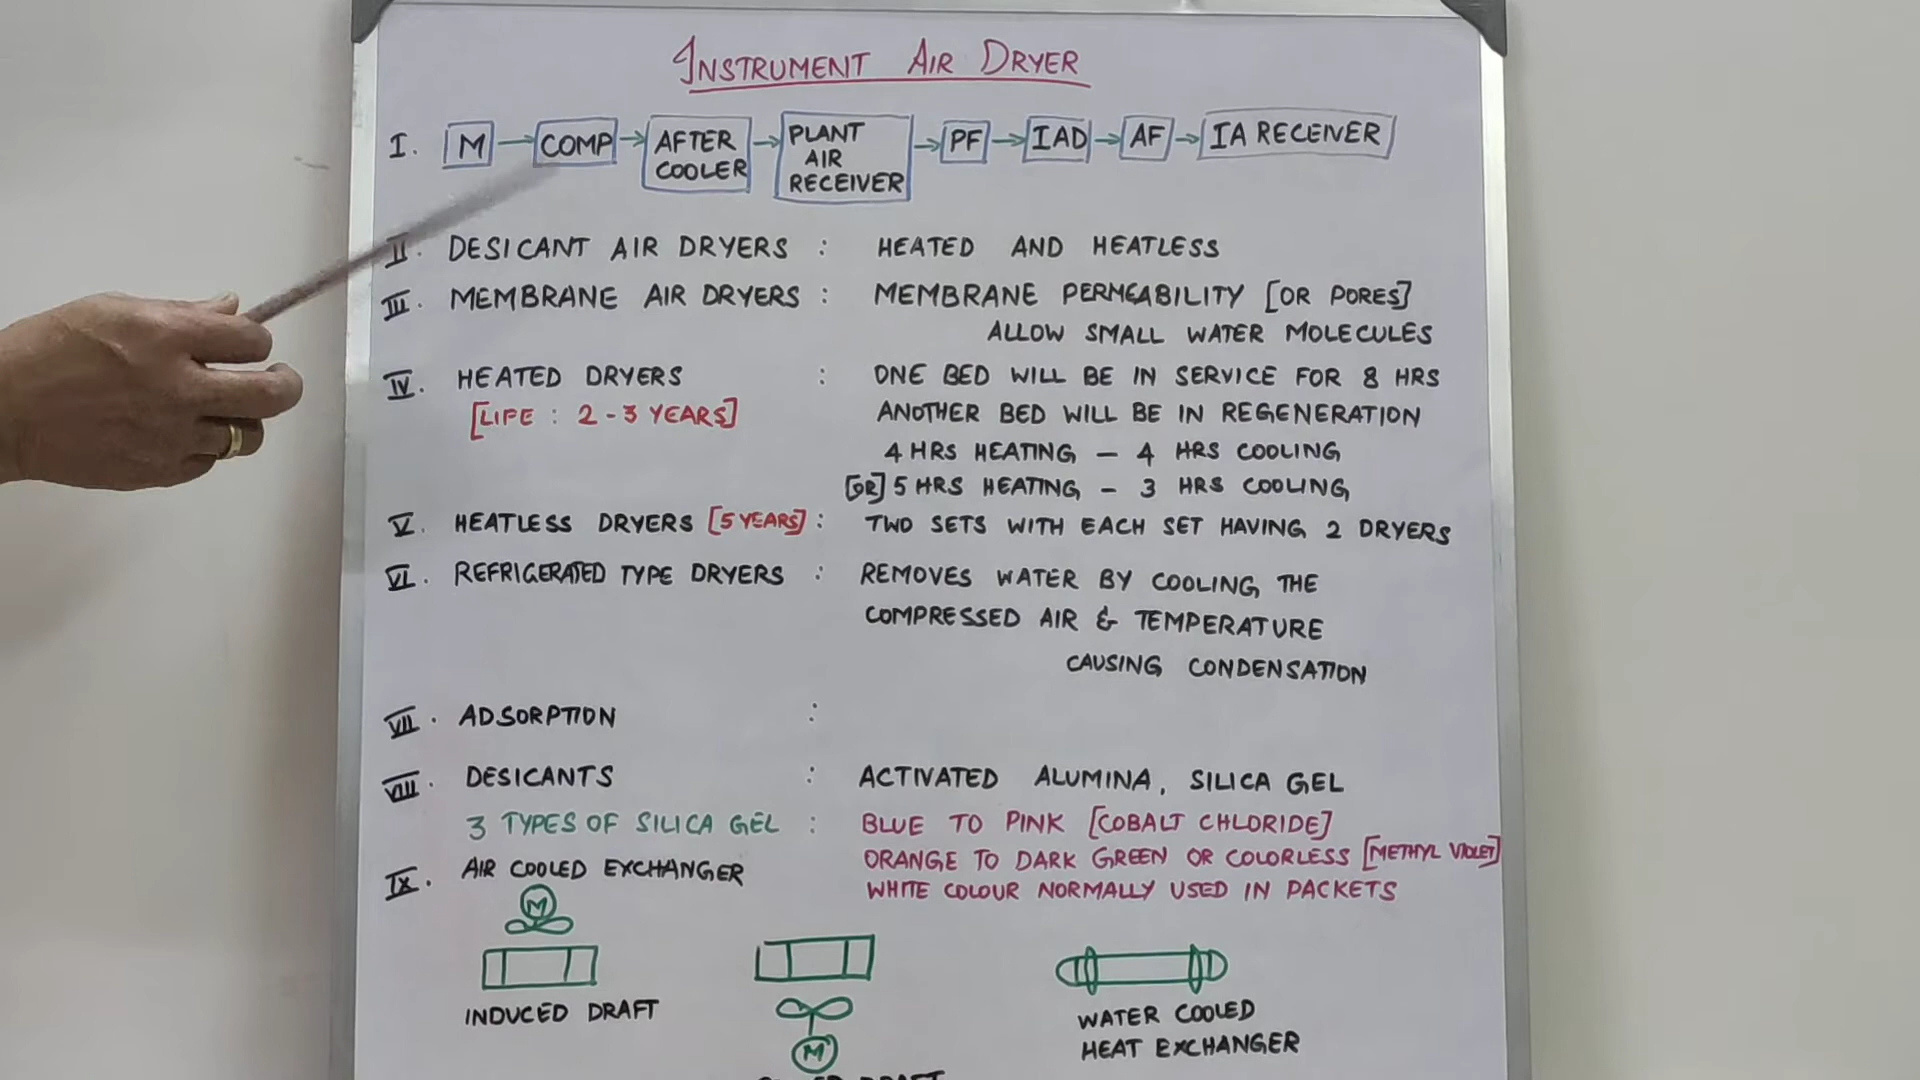 INSTRUMENT AIR DRYER
I. M → COMP → AFTER COOLER → PLANT AIR RECEIVER → PF → IAD → AF → IA RECEIVER
II. DESICANT AIR DRYERS : HEATED AND HEATLESS
III. MEMBRANE AIR DRYERS : MEMBRANE PERMEABILITY [OR PORES]
ALLOW SMALL WATER MOLECULES
IV. HEATED DRYERS : ONE BED WILL BE IN SERVICE FOR 8 HRS
[LIFE : 2 - 3 YEARS] ANOTHER BED WILL BE IN REGENERATION
4 HRS HEATING - 4 HRS COOLING
[OR] 5 HRS HEATING - 3 HRS COOLING
V. HEATLESS DRYERS [5 YEARS] : TWO SETS WITH EACH SET HAVING 2 DRYERS
VI. REFRIGERATED TYPE DRYERS : REMOVES WATER BY COOLING THE
COMPRESSED AIR & TEMPERATURE
CAUSING CONDENSATION
VII. ADSORPTION :
VIII. DESICANTS : ACTIVATED ALUMINA, SILICA GEL
3 TYPES OF SILICA GEL : BLUE TO PINK [COBALT CHLORIDE]
ORANGE TO DARK GREEN OR COLORLESS [METHYL VIOLET]
WHITE COLOUR NORMALLY USED IN PACKETS
IX. AIR COOLED EXCHANGER
M
INDUCED DRAFT
M
DRAFT
WATER COOLED
HEAT EXCHANGER